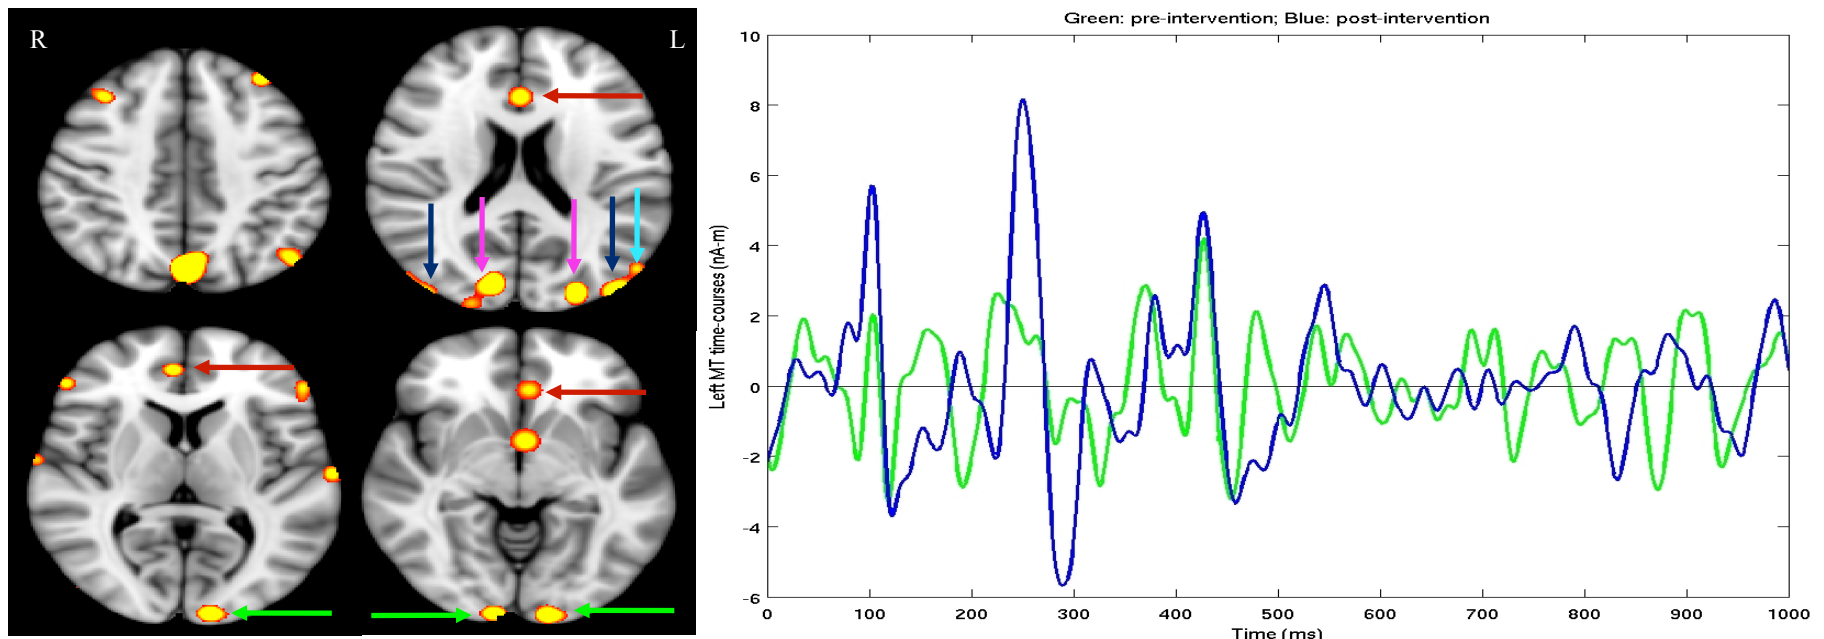 R
L
Green: pre-intervention; Blue: post-intervention
10
8
6
4
2
0
-2
-4
-6
Left MT time-courses (nA-m)
0 100 200 300 400 500 600 700 800 900 1000
Time (ms)